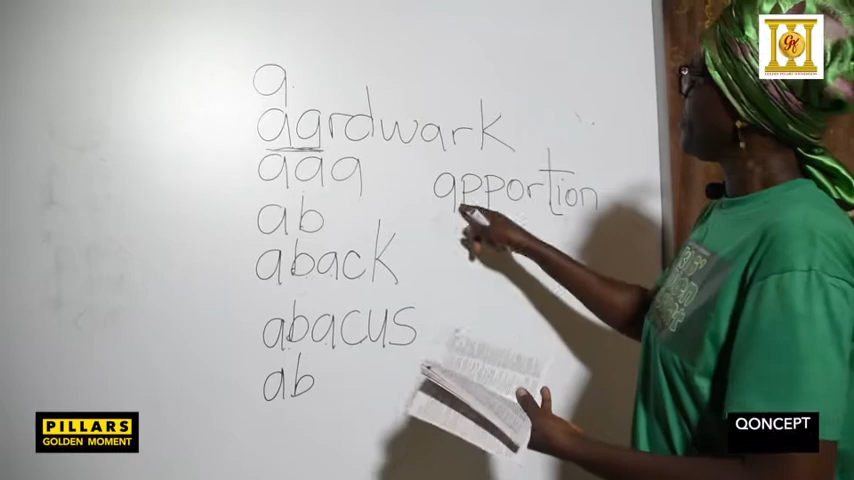 a
aardwark
aaa
ab
aback
abacus
ab
apportion
PILLARS
GOLDEN MOMENT
QONCEPT